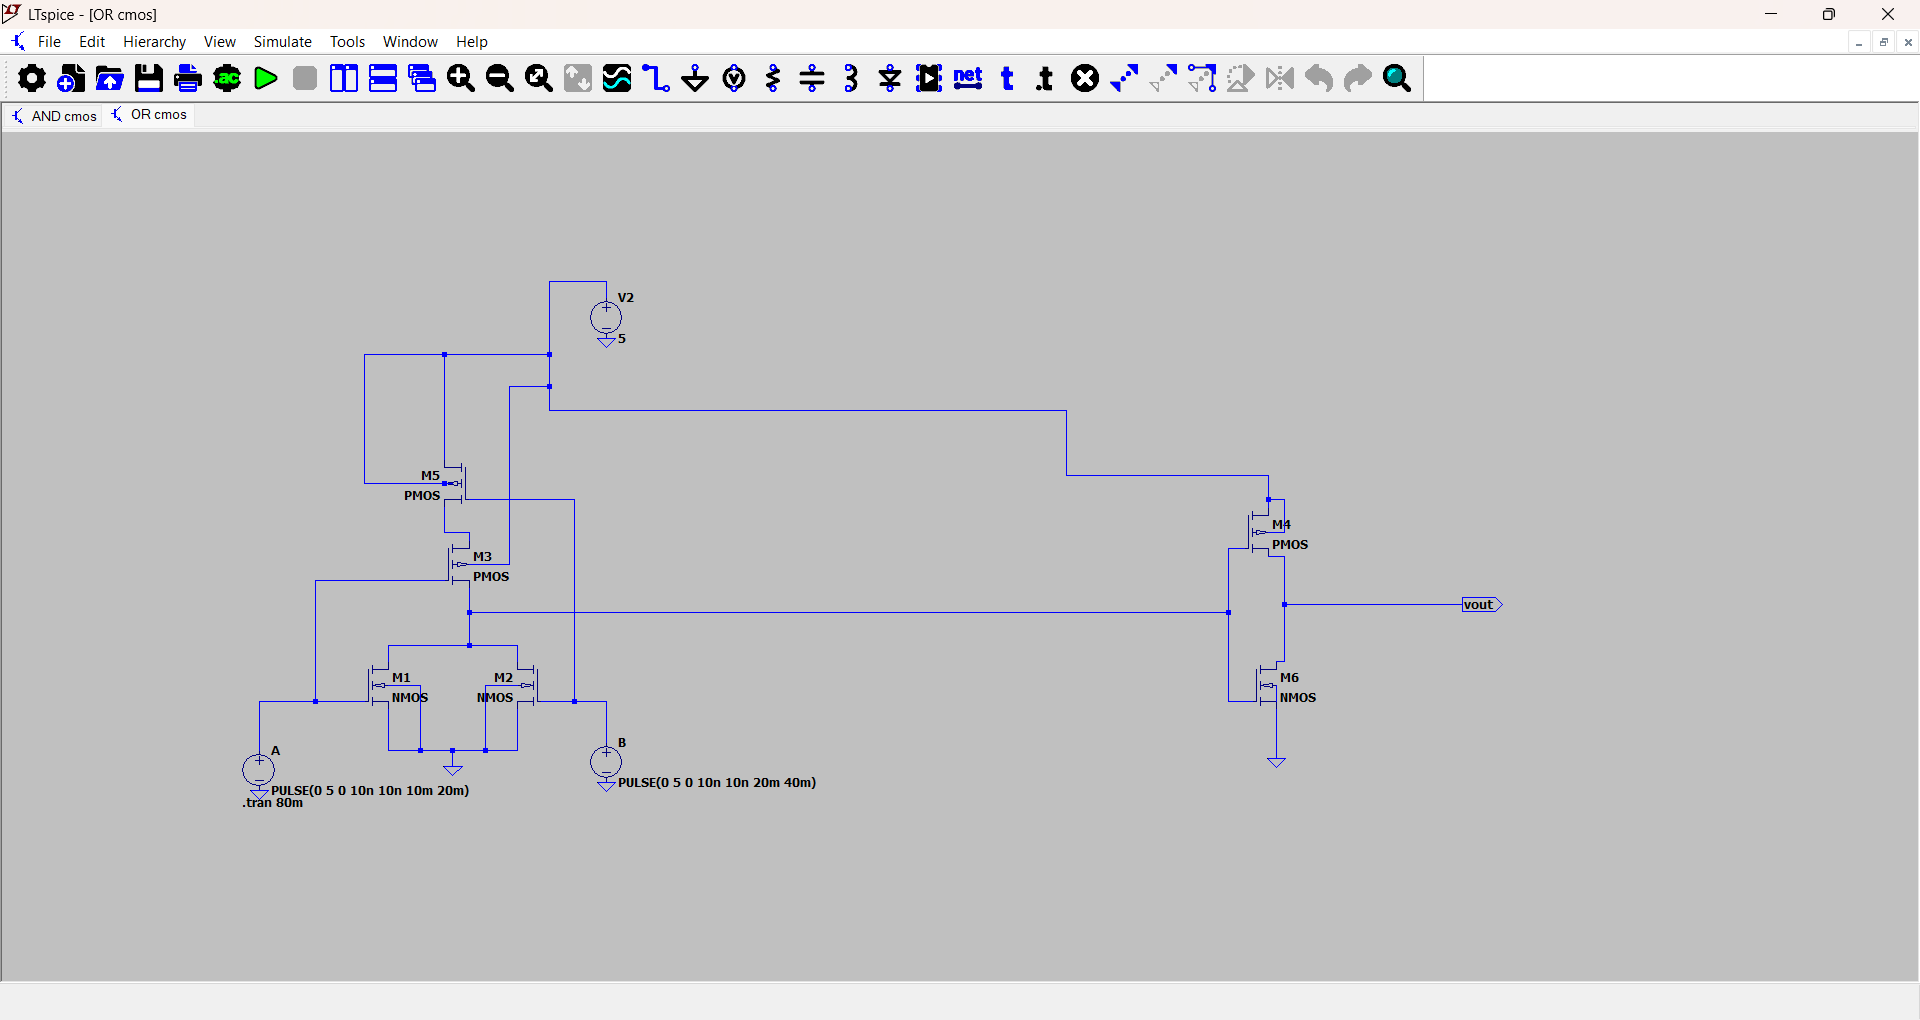 LTspice - [OR cmos]
File Edit Hierarchy View Simulate Tools Window Help
.ac
net
t
.t
AND cmos
OR cmos
V2
5
M5
PMOS
M3
PMOS
M4
PMOS
vout
M1
NMOS
M2
NMOS
M6
NMOS
A
PULSE(0 5 0 10n 10n 10m 20m)
.tran 80m
B
PULSE(0 5 0 10n 10n 20m 40m)